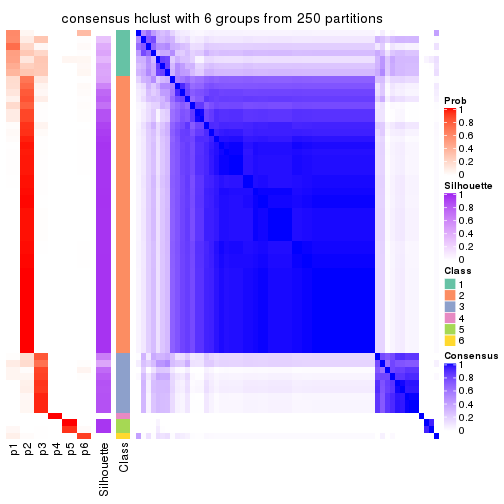 consensus hclust with 6 groups from 250 partitions
Prob
1
0.8
0.6
0.4
0.2
0
Silhouette
1
0.8
0.6
0.4
0.2
0
Class
1
2
3
4
5
6
Consensus
1
0.8
0.6
0.4
0.2
0
p1
p2
p3
p4
p5
p6
Silhouette
Class